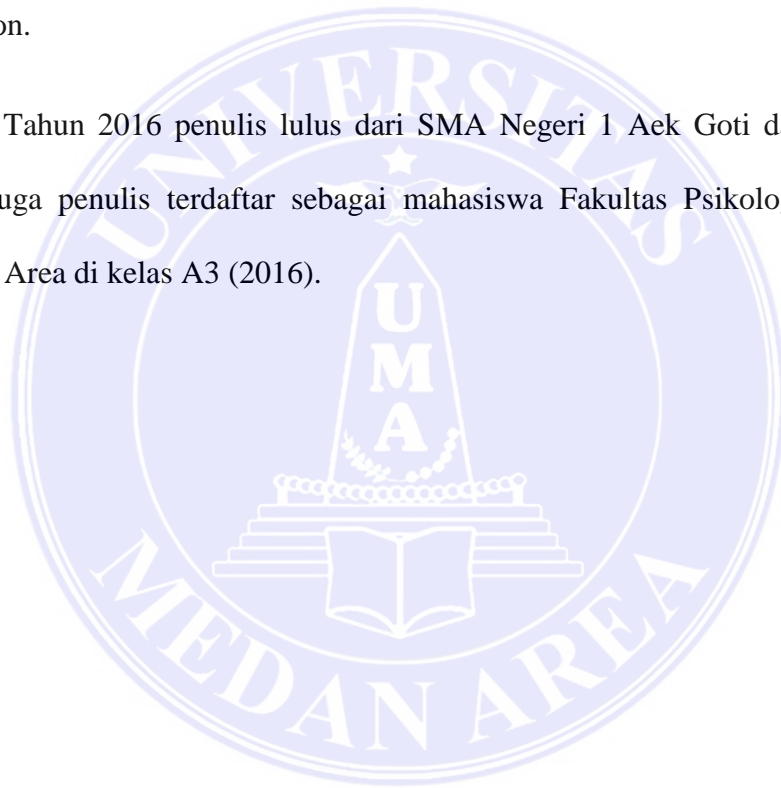 on.
Tahun 2016 penulis lulus dari SMA Negeri 1 Aek Goti d
uga penulis terdaftar sebagai mahasiswa Fakultas Psikolo
Area di kelas A3 (2016).
UNIVERSITAS
U
M
A
MEDAN AREA